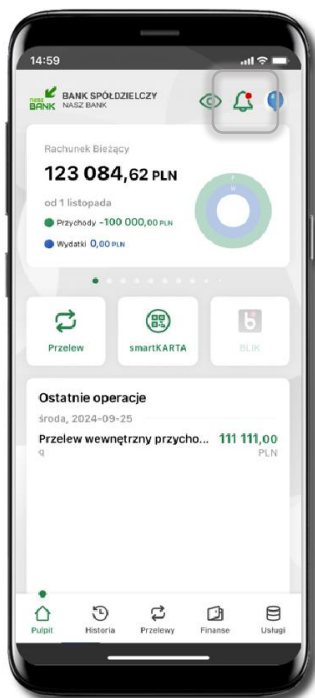 14:59
NASZ BANK BANK SPÓŁDZIELCZY
NASZ BANK
Rachunek Bieżący
123 084,62 PLN
od 1 listopada
Przychody -100 000,00 PLN
Wydatki 0,00 PLN
Przelew smartKARTA BLIK
Ostatnie operacje
środa, 2024-09-25
Przelew wewnętrzny przycho... 111 111,00
q PLN
Pulpit Historia Przelewy Finanse Usługi